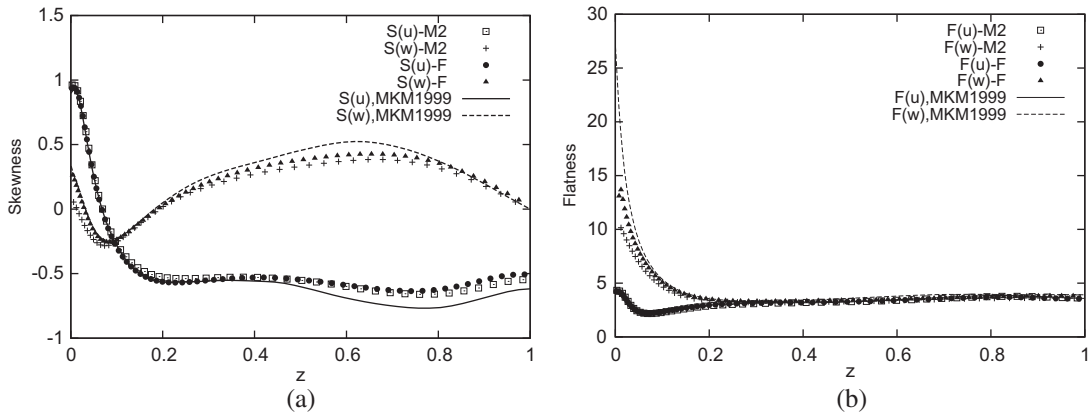 1.5
1
0.5
0
-0.5
-1
Skewness
0
0.2
0.4
0.6
0.8
1
z
S(u)-M2
S(w)-M2
S(u)-F
S(w)-F
S(u),MKM1999
S(w),MKM1999
(a)
30
25
20
15
10
5
0
Flatness
0
0.2
0.4
0.6
0.8
1
z
F(u)-M2
F(w)-M2
F(u)-F
F(w)-F
F(u),MKM1999
F(w),MKM1999
(b)